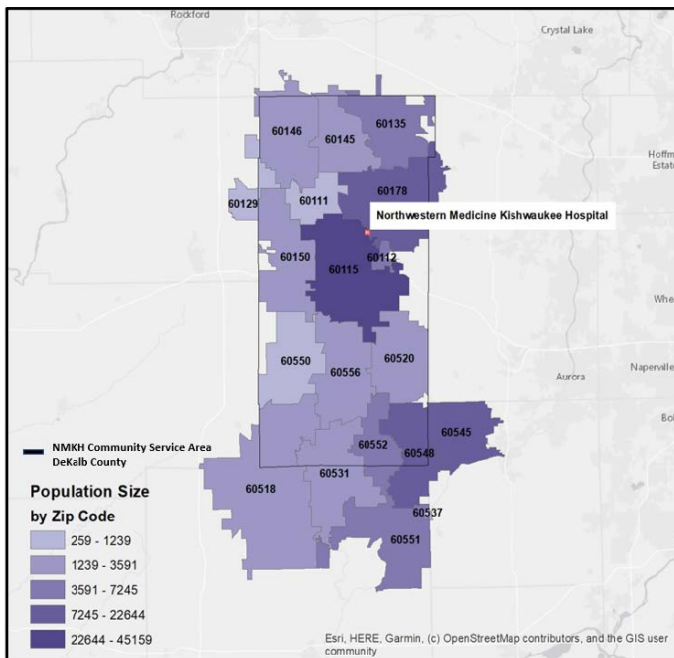 Rockford
Crystal Lake
60146
60145
60135
Hoffm
Estate
60178
60129
60111
Northwestern Medicine Kishwaukee Hospital
60150
60112
60115
Whe
60550
60556
60520
Naperville
Aurora
60545
Bo
60552
60548
NMKH Community Service Area
DeKalb County
60518
60531
60537
60551
Population Size
by Zip Code
259 - 1239
1239 - 3591
3591 - 7245
7245 - 22644
22644 - 45159
Esri, HERE, Garmin, (c) OpenStreetMap contributors, and the GIS user
community